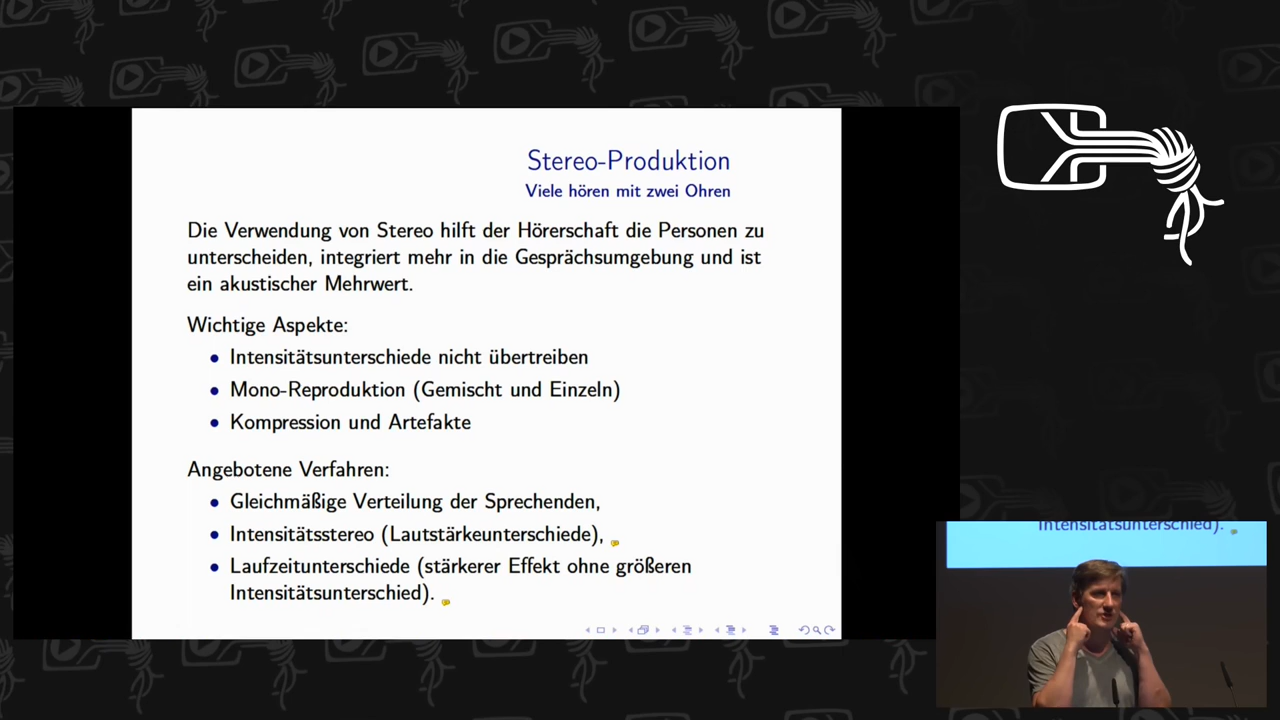 Stereo-Produktion
Viele hören mit zwei Ohren
Die Verwendung von Stereo hilft der Hörerschaft die Personen zu
unterscheiden, integriert mehr in die Gesprächsumgebung und ist
ein akustischer Mehrwert.
Wichtige Aspekte:
• Intensitätsunterschiede nicht übertreiben
• Mono-Reproduktion (Gemischt und Einzeln)
• Kompression und Artefakte
Angebotene Verfahren:
• Gleichmäßige Verteilung der Sprechenden,
• Intensitätsstereo (Lautstärkeunterschiede),
• Laufzeitunterschiede (stärkerer Effekt ohne größeren
Intensitätsunterschied).
Intensitätsunterschied).